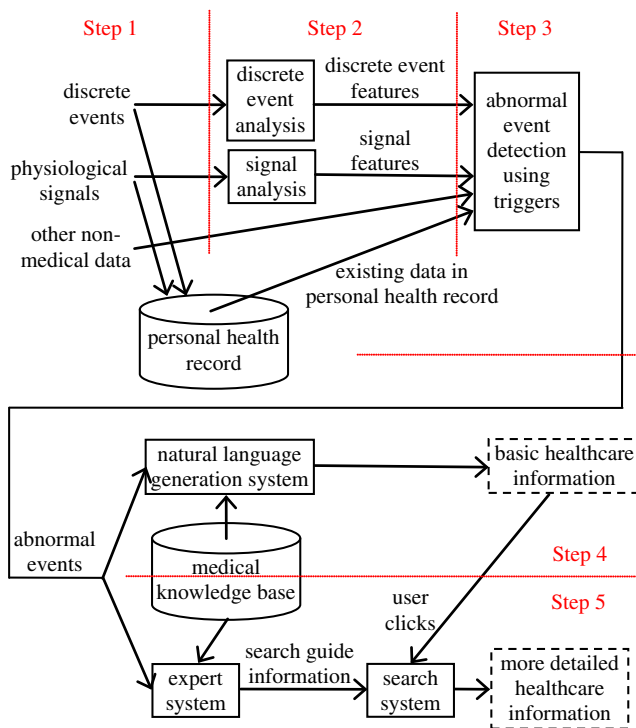 Step 1
Step 2
Step 3
discrete
events
discrete
event
analysis
discrete event
features
abnormal
event
detection
using
triggers
physiological
signals
signal
analysis
signal
features
other non-
medical data
existing data in
personal health record
personal health
record
natural language
generation system
basic healthcare
information
abnormal
events
medical
knowledge base
Step 4
Step 5
user
clicks
expert
system
search guide
information
search
system
more detailed
healthcare
information